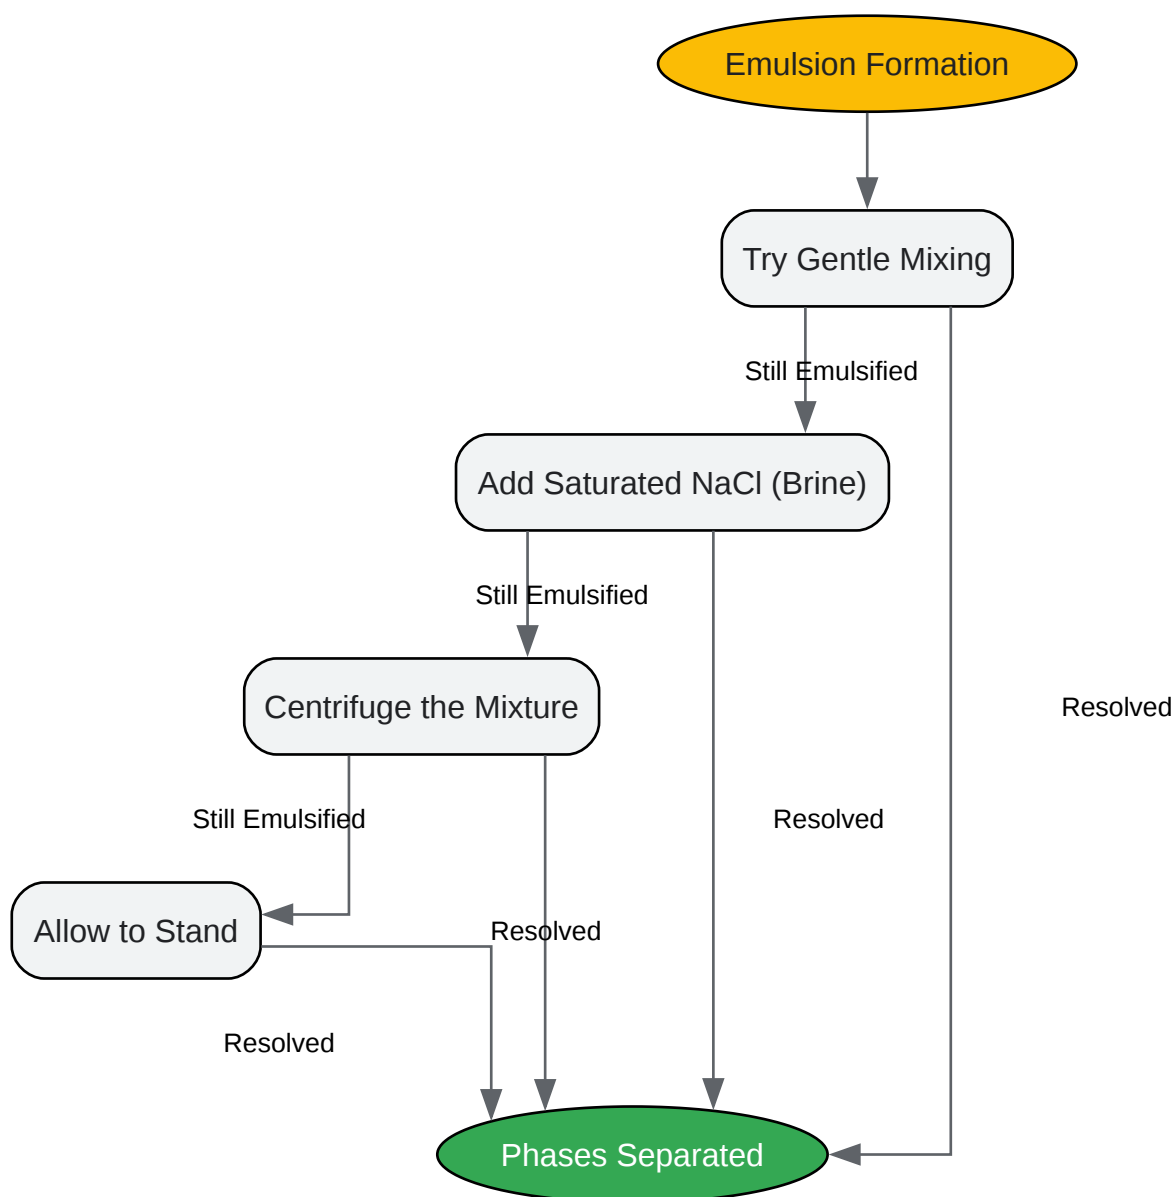 Emulsion Formation
Try Gentle Mixing
Still Emulsified
Add Saturated NaCl (Brine)
Still Emulsified
Centrifuge the Mixture
Resolved
Still Emulsified
Resolved
Allow to Stand
Resolved
Resolved
Phases Separated